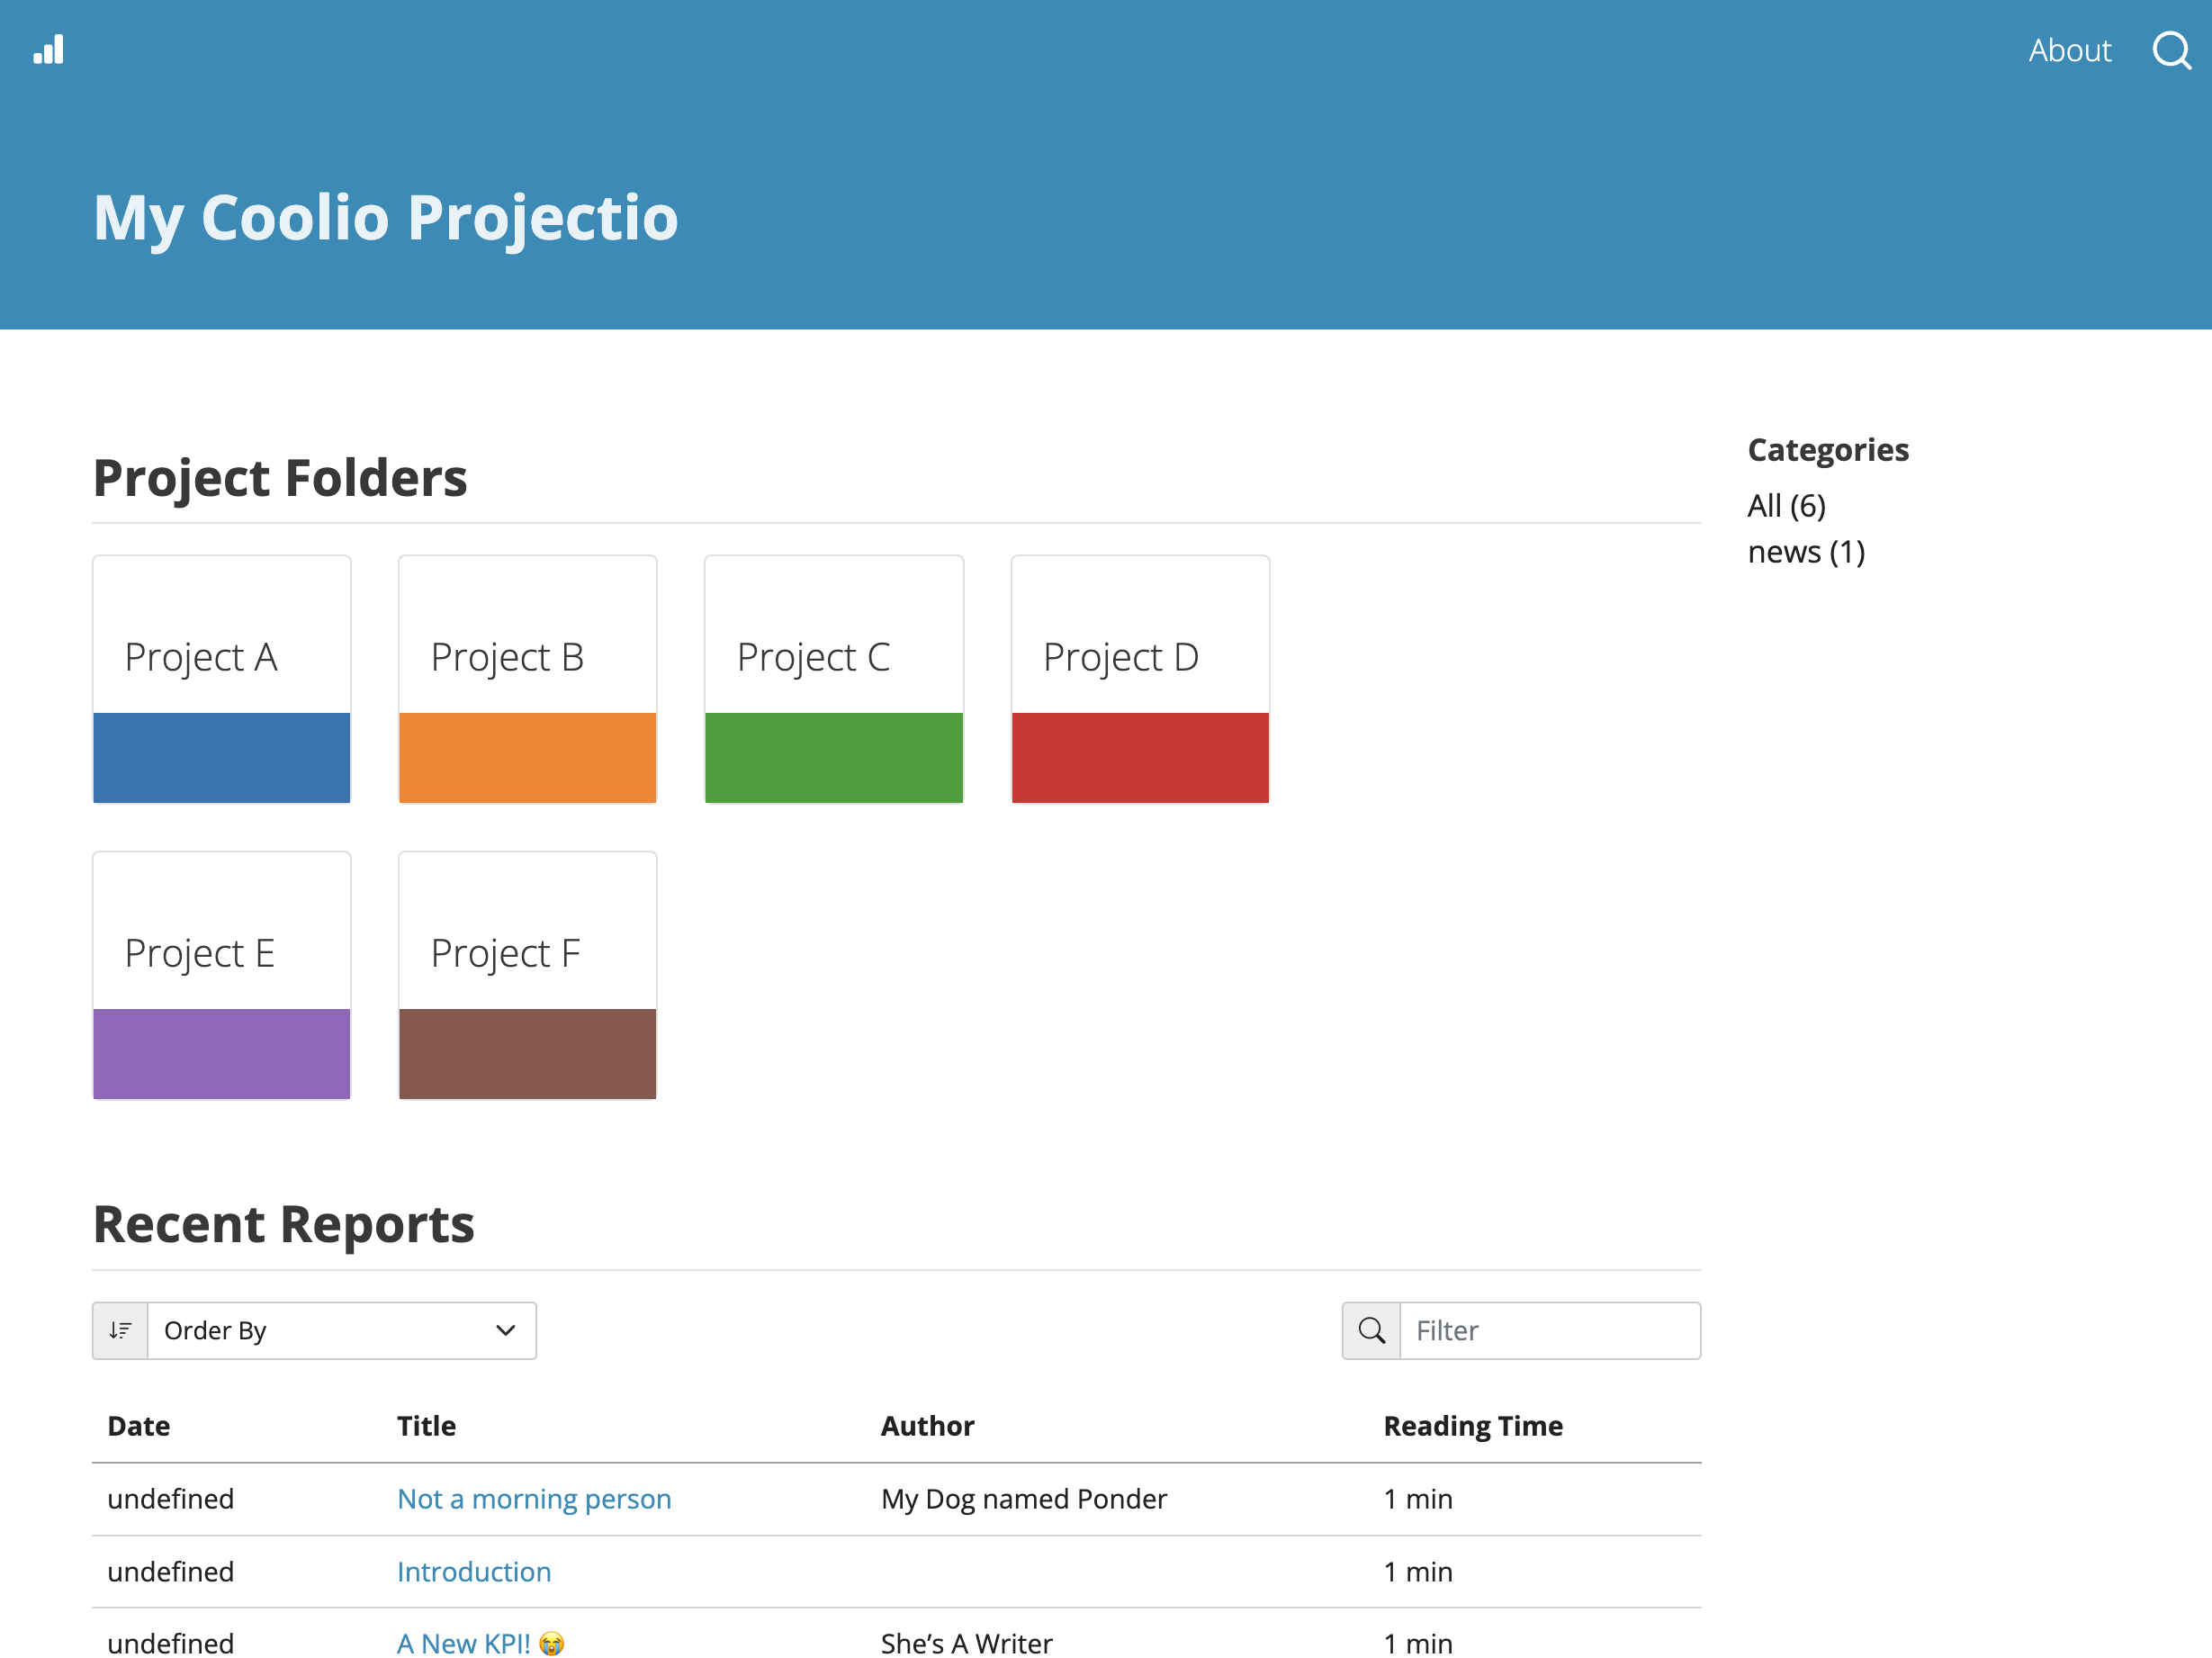 About
My Coolio Projectio
Project Folders
Project A
Project B
Project C
Project D
Project E
Project F
Categories
All (6)
news (1)
Recent Reports
Order By
Filter
Date Title Author Reading Time
undefined Not a morning person My Dog named Ponder 1 min
undefined Introduction 1 min
undefined A New KPI! 😭 She’s A Writer 1 min